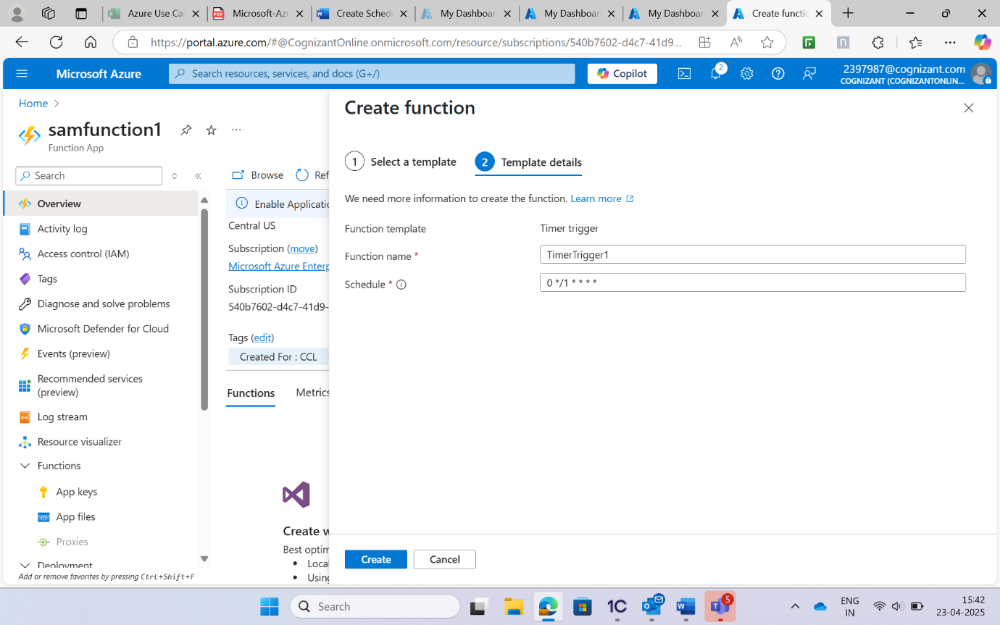 Azure Use Ca
Microsoft-Az
Create Sched
My Dashboar
My Dashboar
My Dashboar
Create functio
https://portal.azure.com/#@CognizantOnline.onmicrosoft.com/resource/subscriptions/540b7602-d4c7-41d9...
Microsoft Azure
Search resources, services, and docs (G+/)
Copilot
2
2397987@cognizant.com
COGNIZANT (COGNIZANTONLIN...
Home
samfunction1
Function App
Search
Overview
Activity log
Access control (IAM)
Tags
Diagnose and solve problems
Microsoft Defender for Cloud
Events (preview)
Recommended services
(preview)
Log stream
Resource visualizer
Functions
App keys
App files
Proxies
Deployment
Add or remove favorites by pressing Ctrl+Shift+F
Browse
Ref
Enable Applicatio
Central US
Subscription (move)
Microsoft Azure Enterp
Subscription ID
540b7602-d4c7-41d9-
Tags (edit)
Created For : CCL
Functions
Metrics
Create w
Best optim
• Local
• Using
Create function
1 Select a template
2 Template details
We need more information to create the function. Learn more
Function template
Timer trigger
Function name *
TimerTrigger1
Schedule *
0 */1 * * * *
Create
Cancel
Search
1C
5
ENG
IN
15:42
23-04-2025